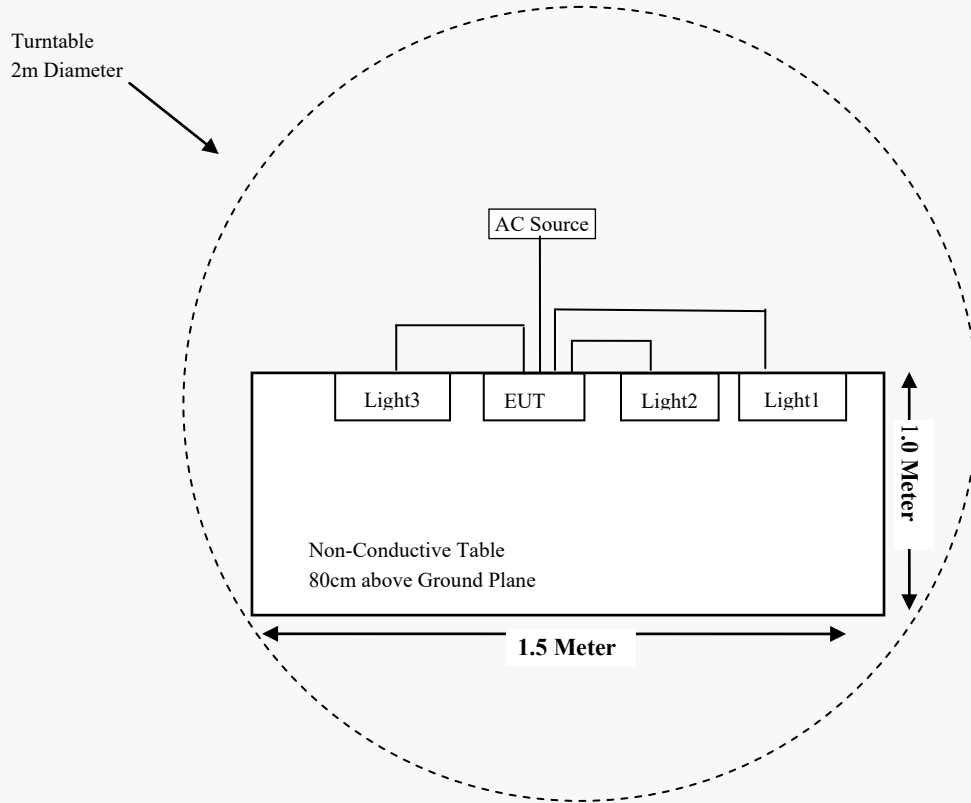 Turntable
2m Diameter
AC Source
Light3
EUT
Light2
Light1
1.0 Meter
Non-Conductive Table
80cm above Ground Plane
1.5 Meter